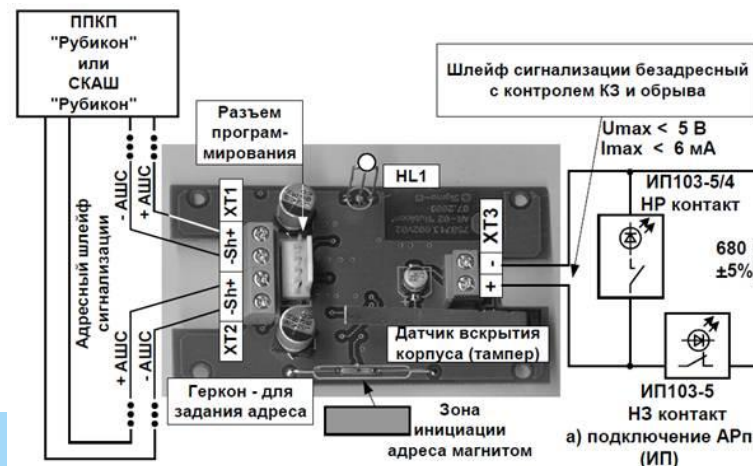 ППКП
"Рубикон"
или
СКАШ
"Рубикон"
Разъем
програм-
мирования
HL1
Шлейф сигнализации безадресный
с контролем КЗ и обрыва
Umax < 5 В
Imax < 6 мА
ИП103-5/4
НР контакт
680
±5%
- АШС
+ АШС
XT1
-Sh+
-Sh+
XT2
Адресный шлейф
сигнализации
+ АШС
- АШС
XT3
-
+
Датчик вскрытия
корпуса (тампер)
Геркон - для
задания адреса
Зона
инициации
адреса магнитом
ИП103-5
НЗ контакт
а) подключение АРп
(ИП)